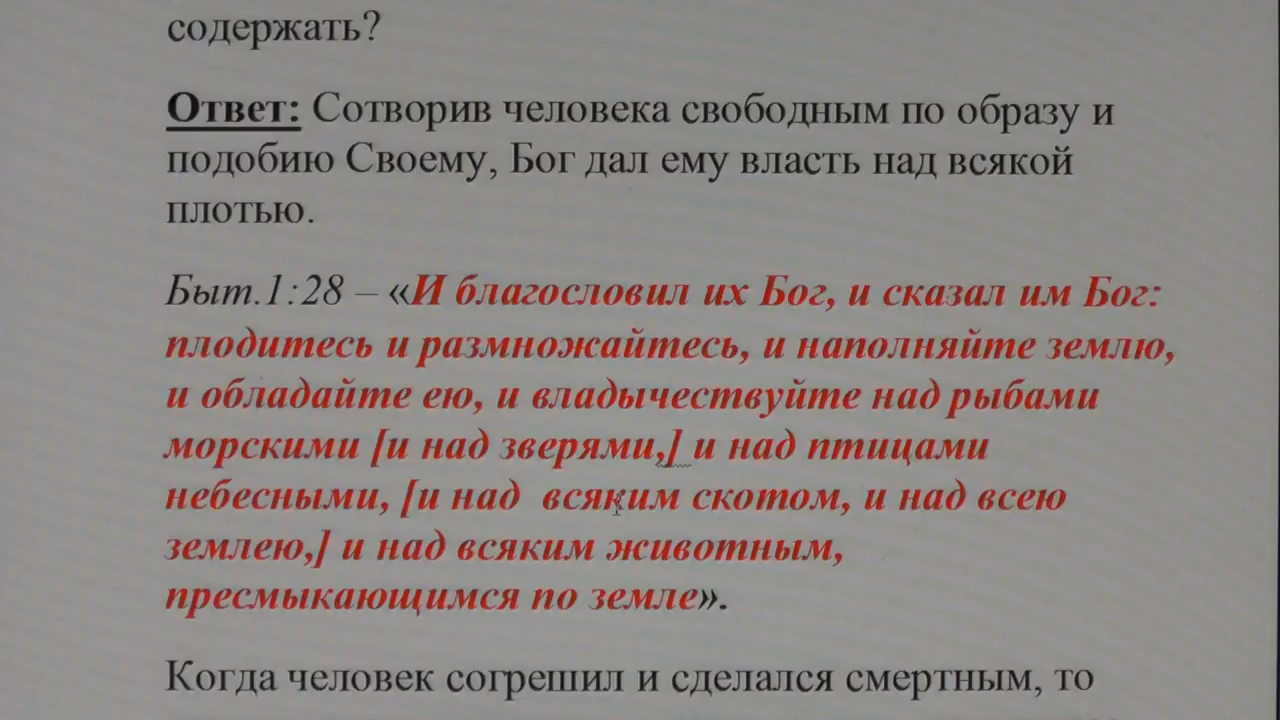 содержать?
Ответ: Сотворив человека свободным по образу и
подобию Своему, Бог дал ему власть над всякой
плотью.
Быт.1:28 – «И благословил их Бог, и сказал им Бог:
плодитесь и размножайтесь, и наполняйте землю,
и обладайте ею, и владычествуйте над рыбами
морскими [и над зверями,] и над птицами
небесными, [и над всяким скотом, и над всею
землею,] и над всяким животным,
пресмыкающимся по земле».
Когда человек согрешил и сделался смертным, то